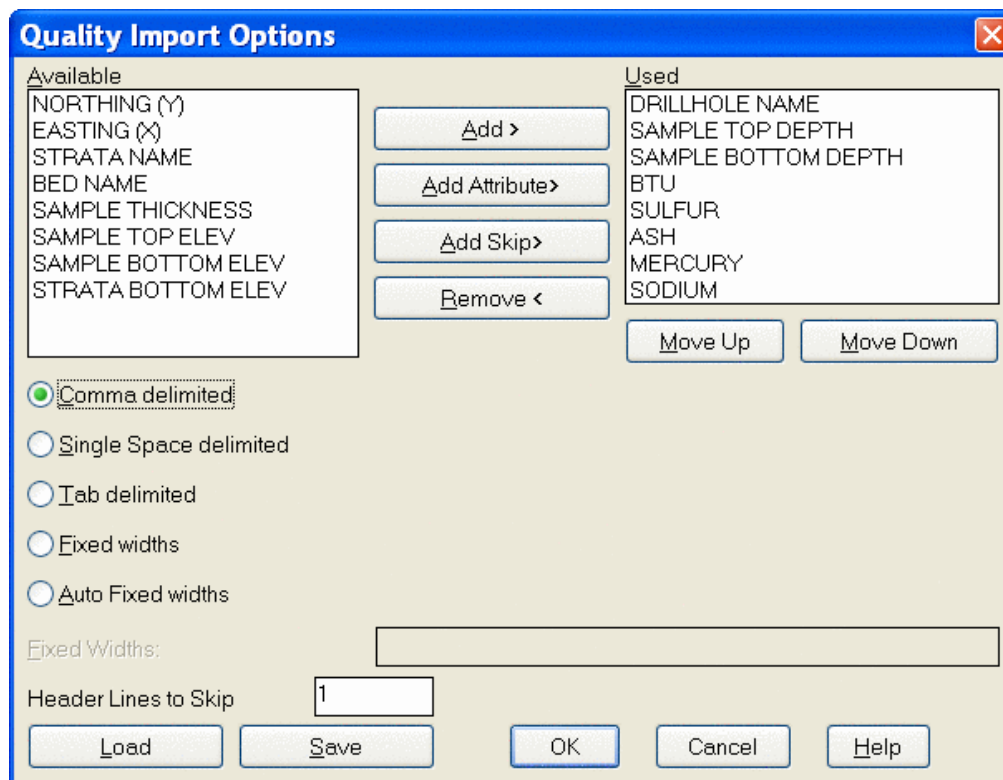 Quality Import Options
Available
NORTHING (Y)
EASTING (X)
STRATA NAME
BED NAME
SAMPLE THICKNESS
SAMPLE TOP ELEV
SAMPLE BOTTOM ELEV
STRATA BOTTOM ELEV
Add >
Add Attribute>
Add Skip>
Remove <
Used
DRILLHOLE NAME
SAMPLE TOP DEPTH
SAMPLE BOTTOM DEPTH
BTU
SULFUR
ASH
MERCURY
SODIUM
Move Up
Move Down
Comma delimited
Single Space delimited
Tab delimited
Fixed widths
Auto Fixed widths
Fixed Widths:
Header Lines to Skip 1
Load
Save
OK
Cancel
Help